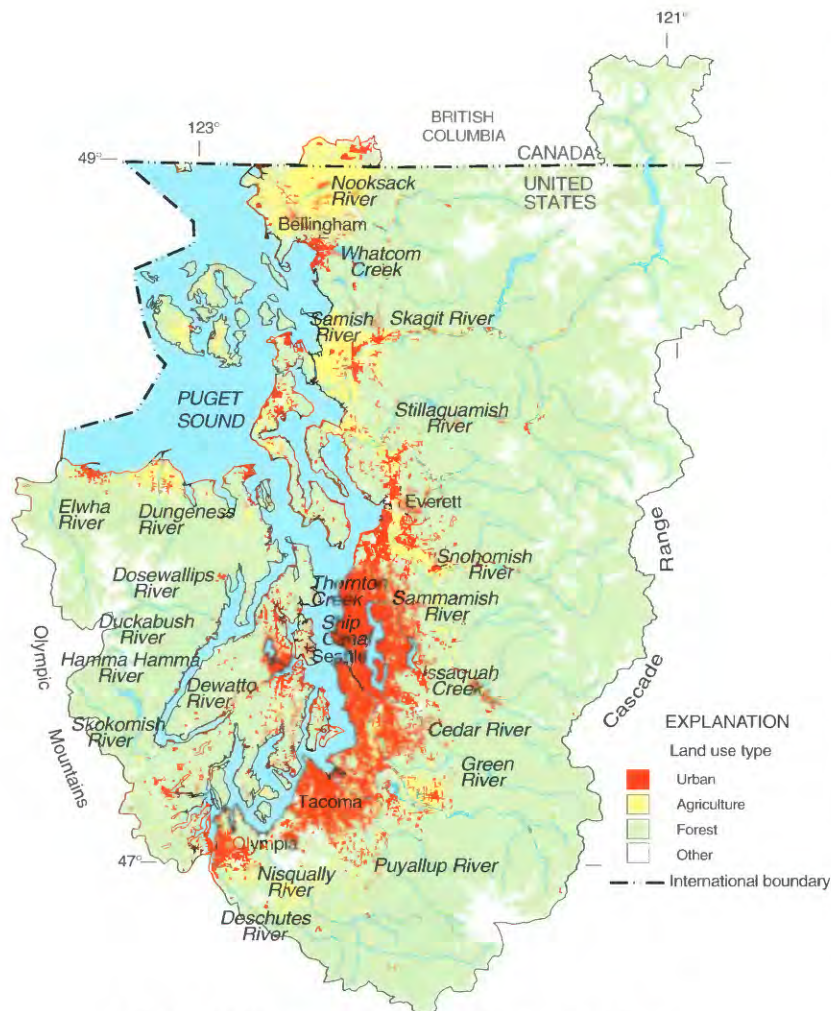 121°
123°
BRITISH
COLUMBIA
49°
CANADA
UNITED
STATES
Nooksack
River
Bellingham
Whatcom
Creek
Samish
River
Skagit River
PUGET
SOUND
Stillaquamish
River
Everett
Elwha
River
Dungeness
River
Snohomish
River
Range
Dosewallips
River
Thornton
Creek
Sammamish
River
Duckabush
River
Ship
Canal
Seattle
Olympic
Hamma Hamma
River
Issaquah
Creek
Dewatto
River
Cascade
Skokomish
River
Cedar River
Mountains
Green
River
EXPLANATION
Land use type
Urban
Agriculture
Forest
Other
International boundary
Tacoma
Olympia
47°
Puyallup River
Nisqually
River
Deschutes
River